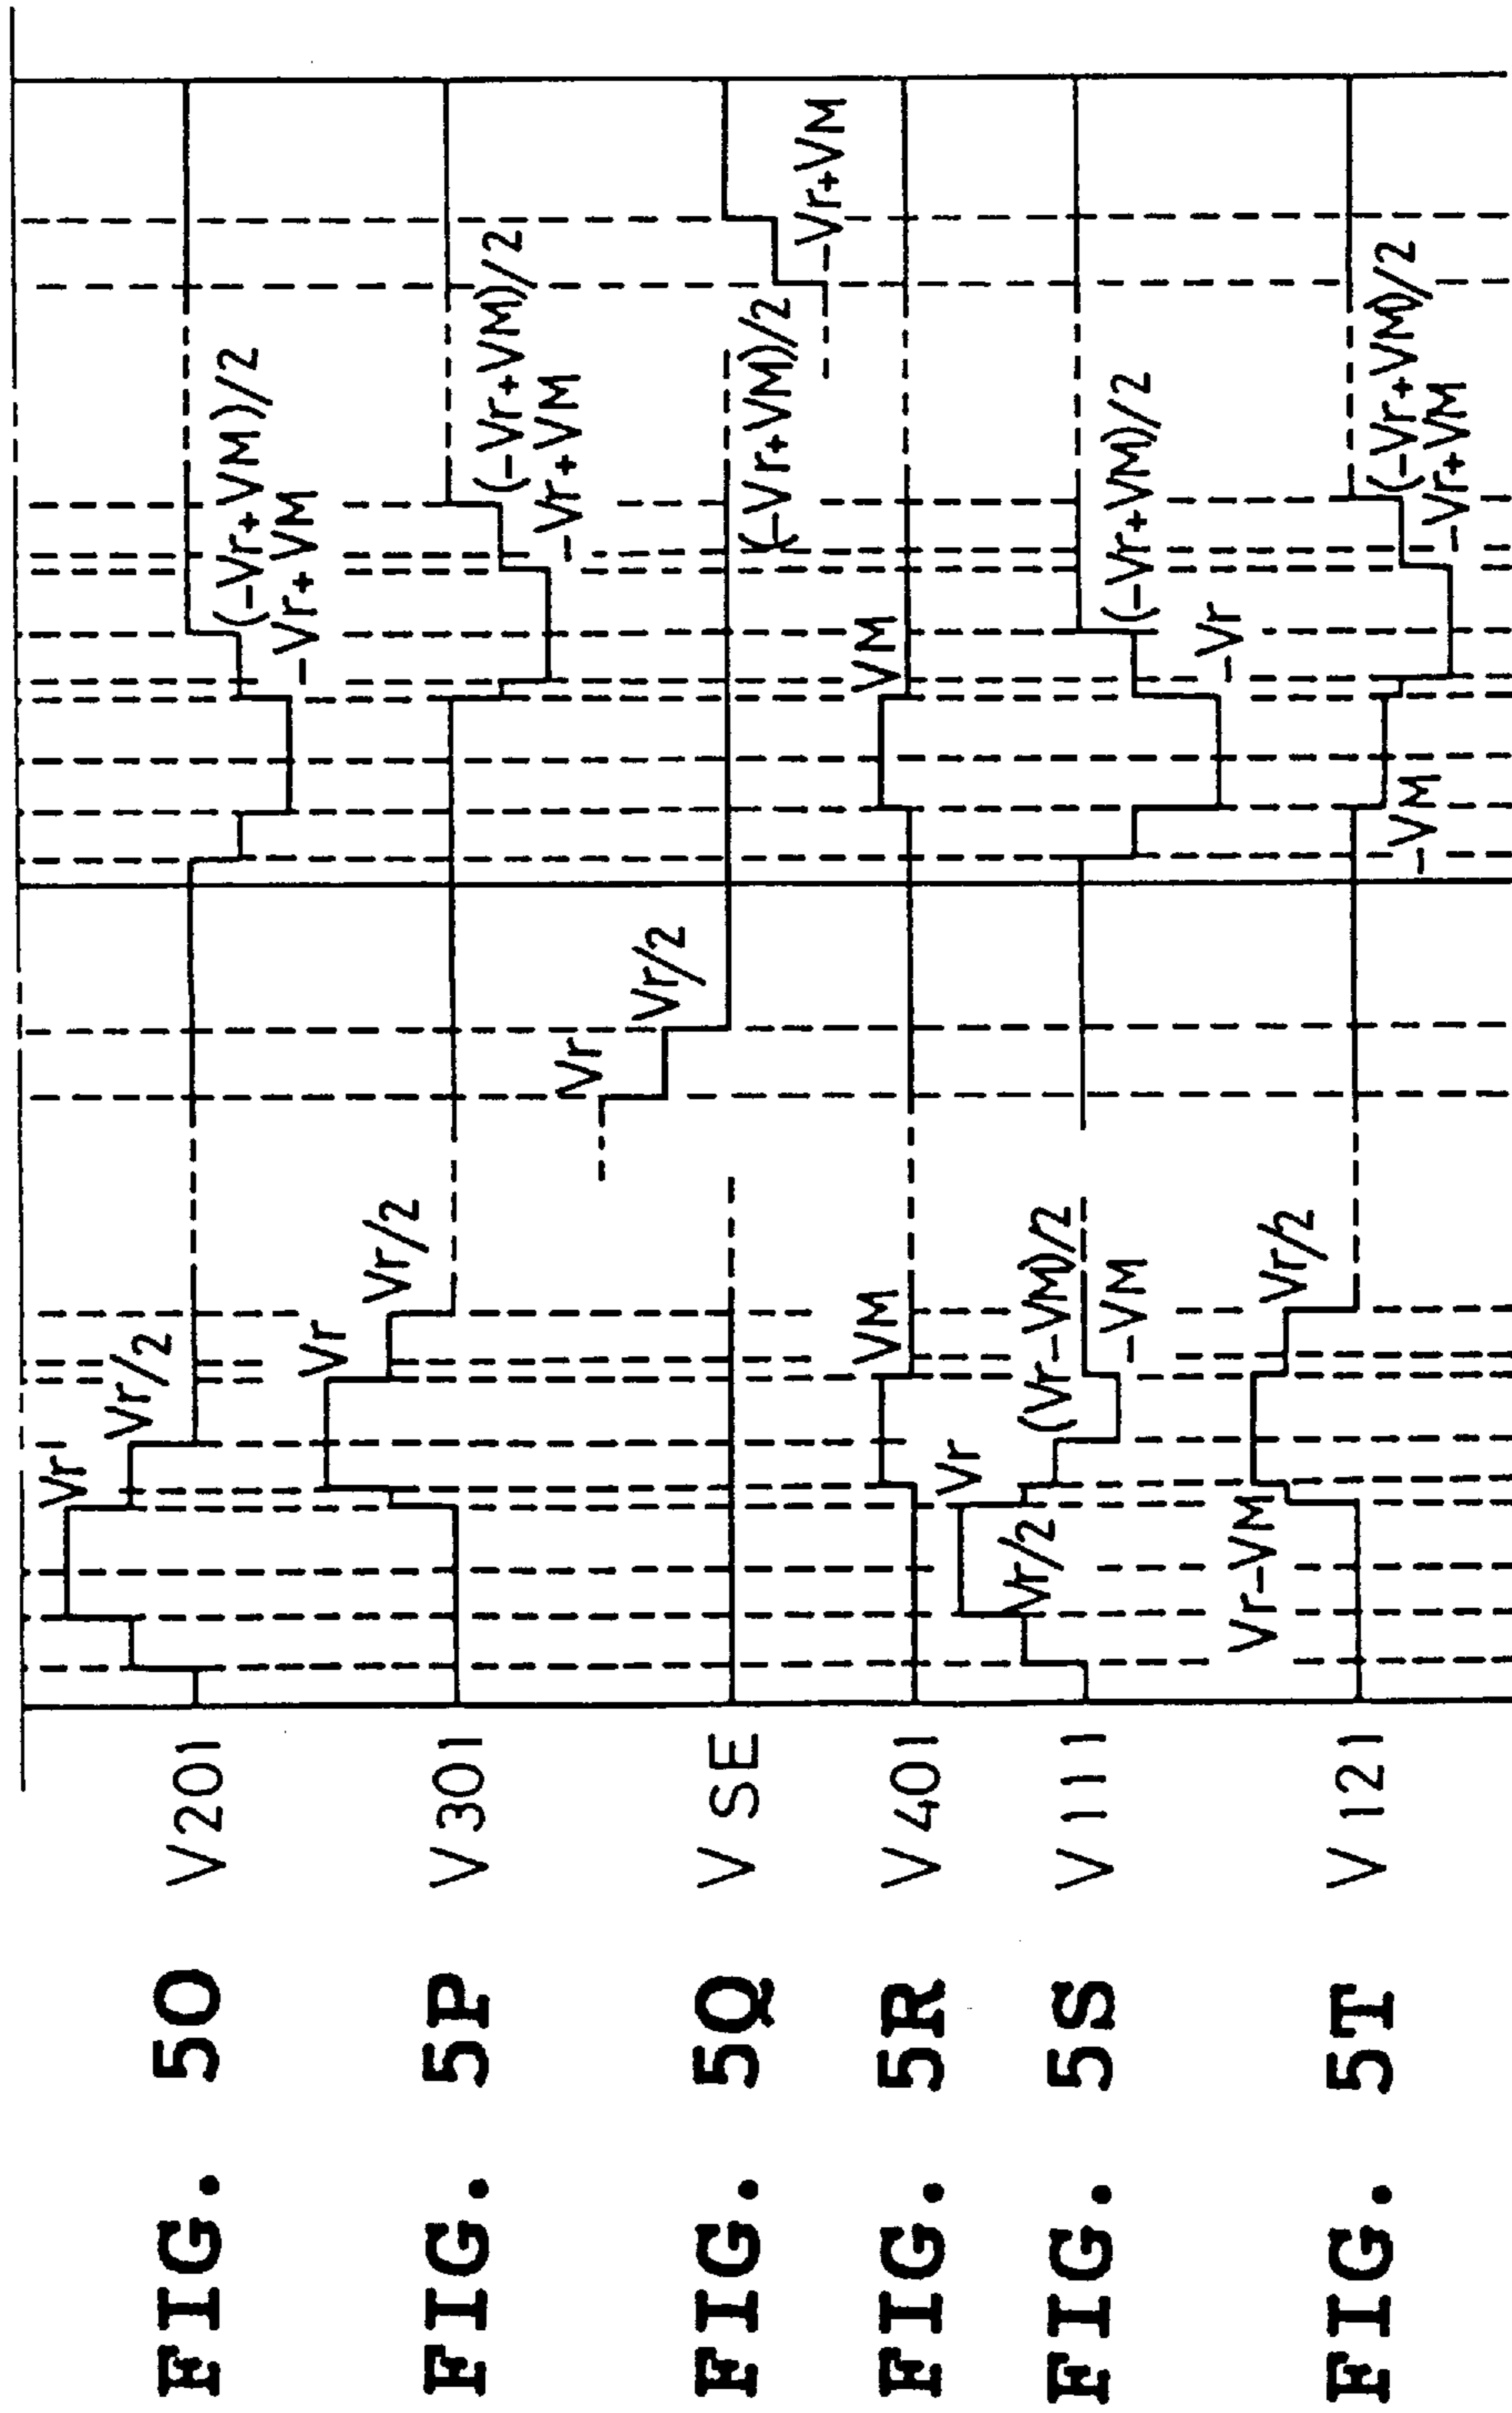 FIG. 5O V201 Vr Vr/2 (-Vr+VM)/2 -Vr+VM
FIG. 5P V301 Vr Vr/2 (-Vr+VM)/2 -Vr+VM
FIG. 5Q VSE Vr Vr/2 (-Vr+VM)/2 -Vr+VM
FIG. 5R V401 VM VM
FIG. 5S V111 Vr Vr/2 (Vr-VM)/2 -VM (-Vr+VM)/2 -Vr
FIG. 5T V121 Vr-VM Vr/2 -VM (-Vr+VM)/2 -Vr+VM